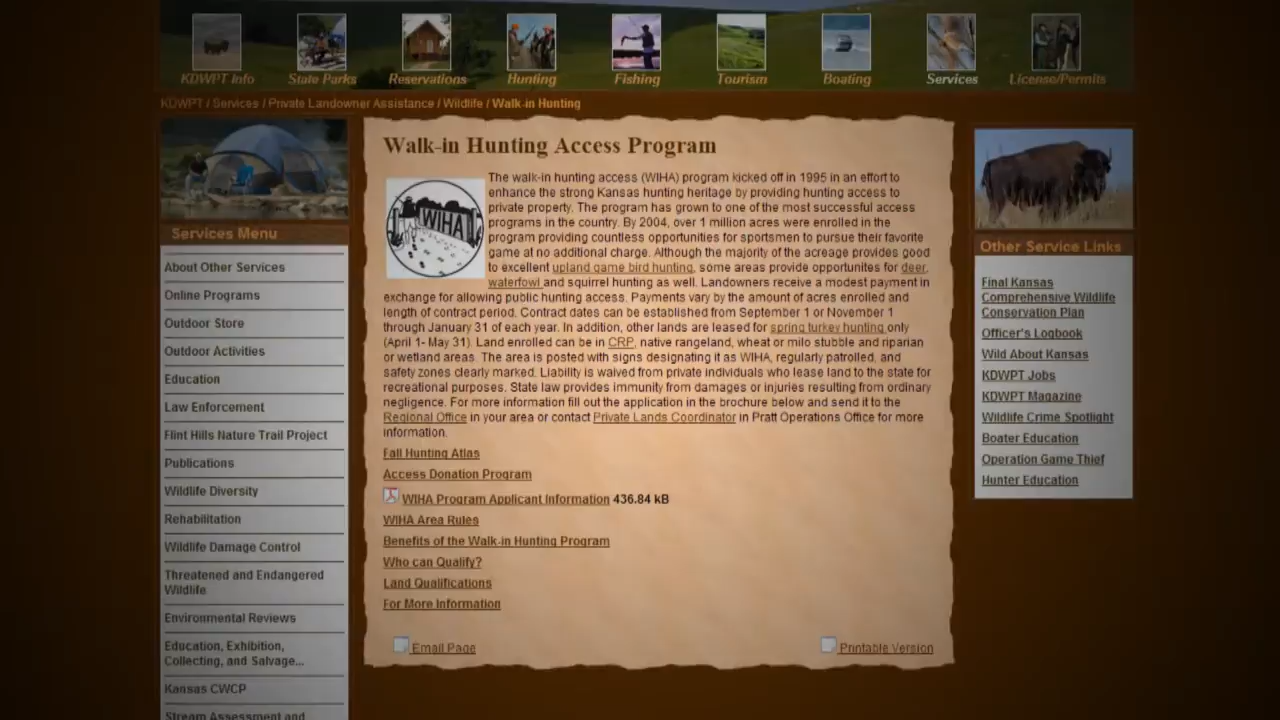 KDWPT Info State Parks Reservations Hunting Fishing Tourism Boating Services License/Permits
KDWPT / Services / Private Landowner Assistance / Wildlife / Walk-in Hunting
Services Menu
About Other Services
Online Programs
Outdoor Store
Outdoor Activities
Education
Law Enforcement
Flint Hills Nature Trail Project
Publications
Wildlife Diversity
Rehabilitation
Wildlife Damage Control
Threatened and Endangered
Wildlife
Environmental Reviews
Education, Exhibition,
Collecting, and Salvage...
Kansas CWCP
Stream Assessment and
Walk-in Hunting Access Program
WIHA
The walk-in hunting access (WIHA) program kicked off in 1995 in an effort to
enhance the strong Kansas hunting heritage by providing hunting access to
private property. The program has grown to one of the most successful access
programs in the country. By 2004, over 1 million acres were enrolled in the
program providing countless opportunities for sportsmen to pursue their favorite
game at no additional charge. Although the majority of the acreage provides good
to excellent upland game bird hunting, some areas provide opportunites for deer,
waterfowl and squirrel hunting as well. Landowners receive a modest payment in
exchange for allowing public hunting access. Payments vary by the amount of acres enrolled and
length of contract period. Contract dates can be established from September 1 or November 1
through January 31 of each year. In addition, other lands are leased for spring turkey hunting only
(April 1- May 31). Land enrolled can be in CRP, native rangeland, wheat or milo stubble and riparian
or wetland areas. The area is posted with signs designating it as WIHA, regularly patrolled, and
safety zones clearly marked. Liability is waived from private individuals who lease land to the state for
recreational purposes. State law provides immunity from damages or injuries resulting from ordinary
negligence. For more information fill out the application in the brochure below and send it to the
Regional Office in your area or contact Private Lands Coordinator in Pratt Operations Office for more
information.
Fall Hunting Atlas
Access Donation Program
WIHA Program Applicant Information 436.84 kB
WIHA Area Rules
Benefits of the Walk-in Hunting Program
Who can Qualify?
Land Qualifications
For More Information
Email Page Printable Version
Other Service Links
Final Kansas
Comprehensive Wildlife
Conservation Plan
Officer's Logbook
Wild About Kansas
KDWPT Jobs
KDWPT Magazine
Wildlife Crime Spotlight
Boater Education
Operation Game Thief
Hunter Education